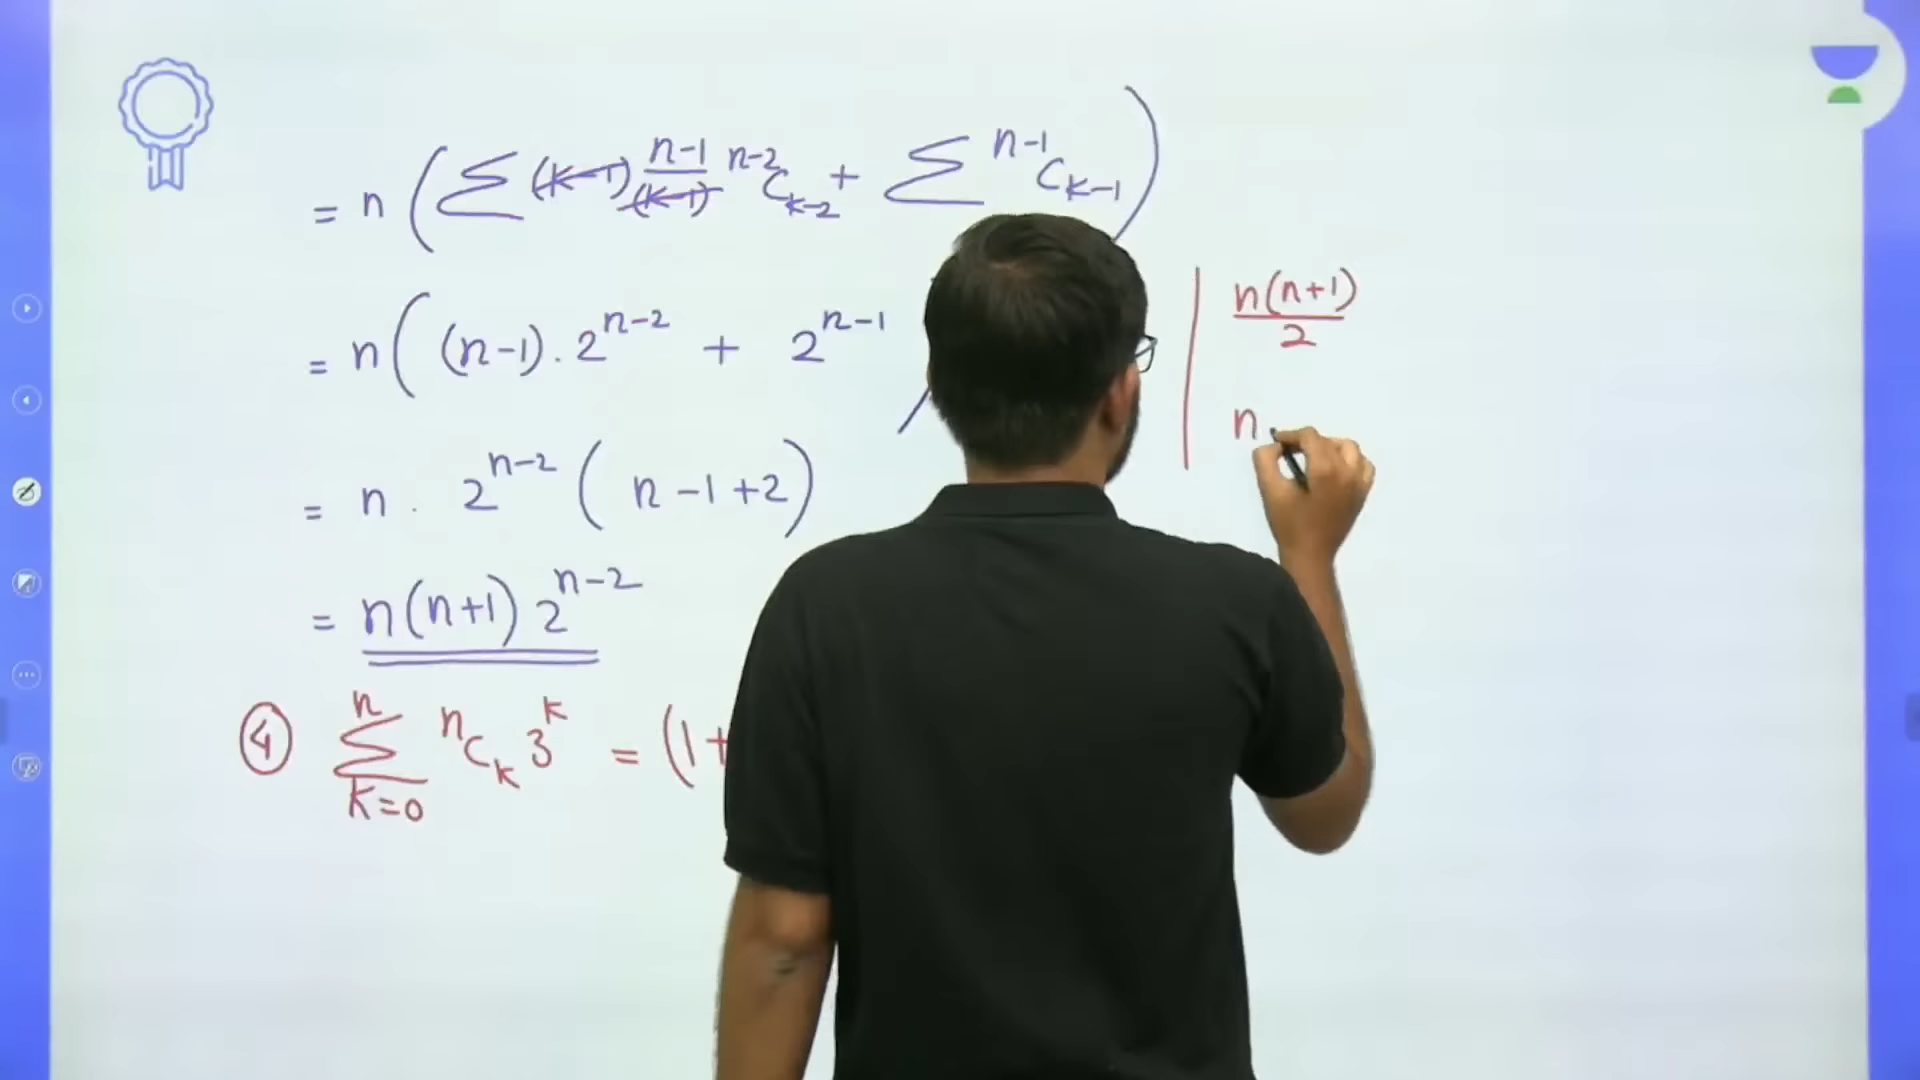 = n ( Σ (k-1) n-1/(k-1) ⁿ⁻²C_{k-2} + Σ ⁿ⁻¹C_{k-1} )
= n ( (n-1) . 2^{n-2} + 2^{n-1}
= n . 2^{n-2} ( n-1+2 )
= n(n+1) 2^{n-2}
④ Σ_{k=0}^{n} ⁿC_k 3^k = (1+
n(n+1)/2
n